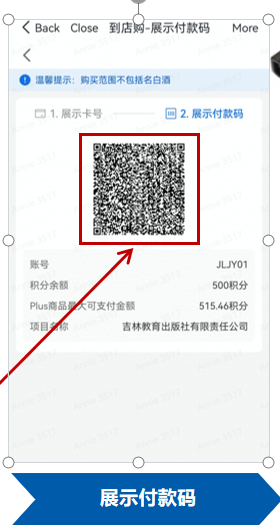 Back Close 到店购-展示付款码 More
温馨提示：购买范围不包括名白酒
1. 展示卡号 2. 展示付款码
账号 JLJY01
积分余额 500积分
Plus商品最大可支付金额 515.46积分
项目名称 吉林教育出版社有限责任公司
展示付款码